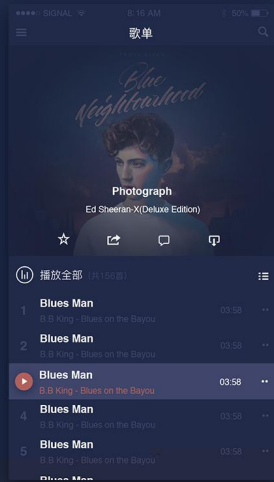 SIGNAL 8:16 AM 50%
歌单
Blue
Neighbourhood
Photograph
Ed Sheeran-X(Deluxe Edition)
播放全部 (共156首)
1 Blues Man 03:58
B.B King - Blues on the Bayou
2 Blues Man 03:58
B.B King - Blues on the Bayou
Blues Man 03:58
B.B King - Blues on the Bayou
4 Blues Man 03:58
B.B King - Blues on the Bayou
5 Blues Man 03:58
B.B King - Blues on the Bayou
Blues Man